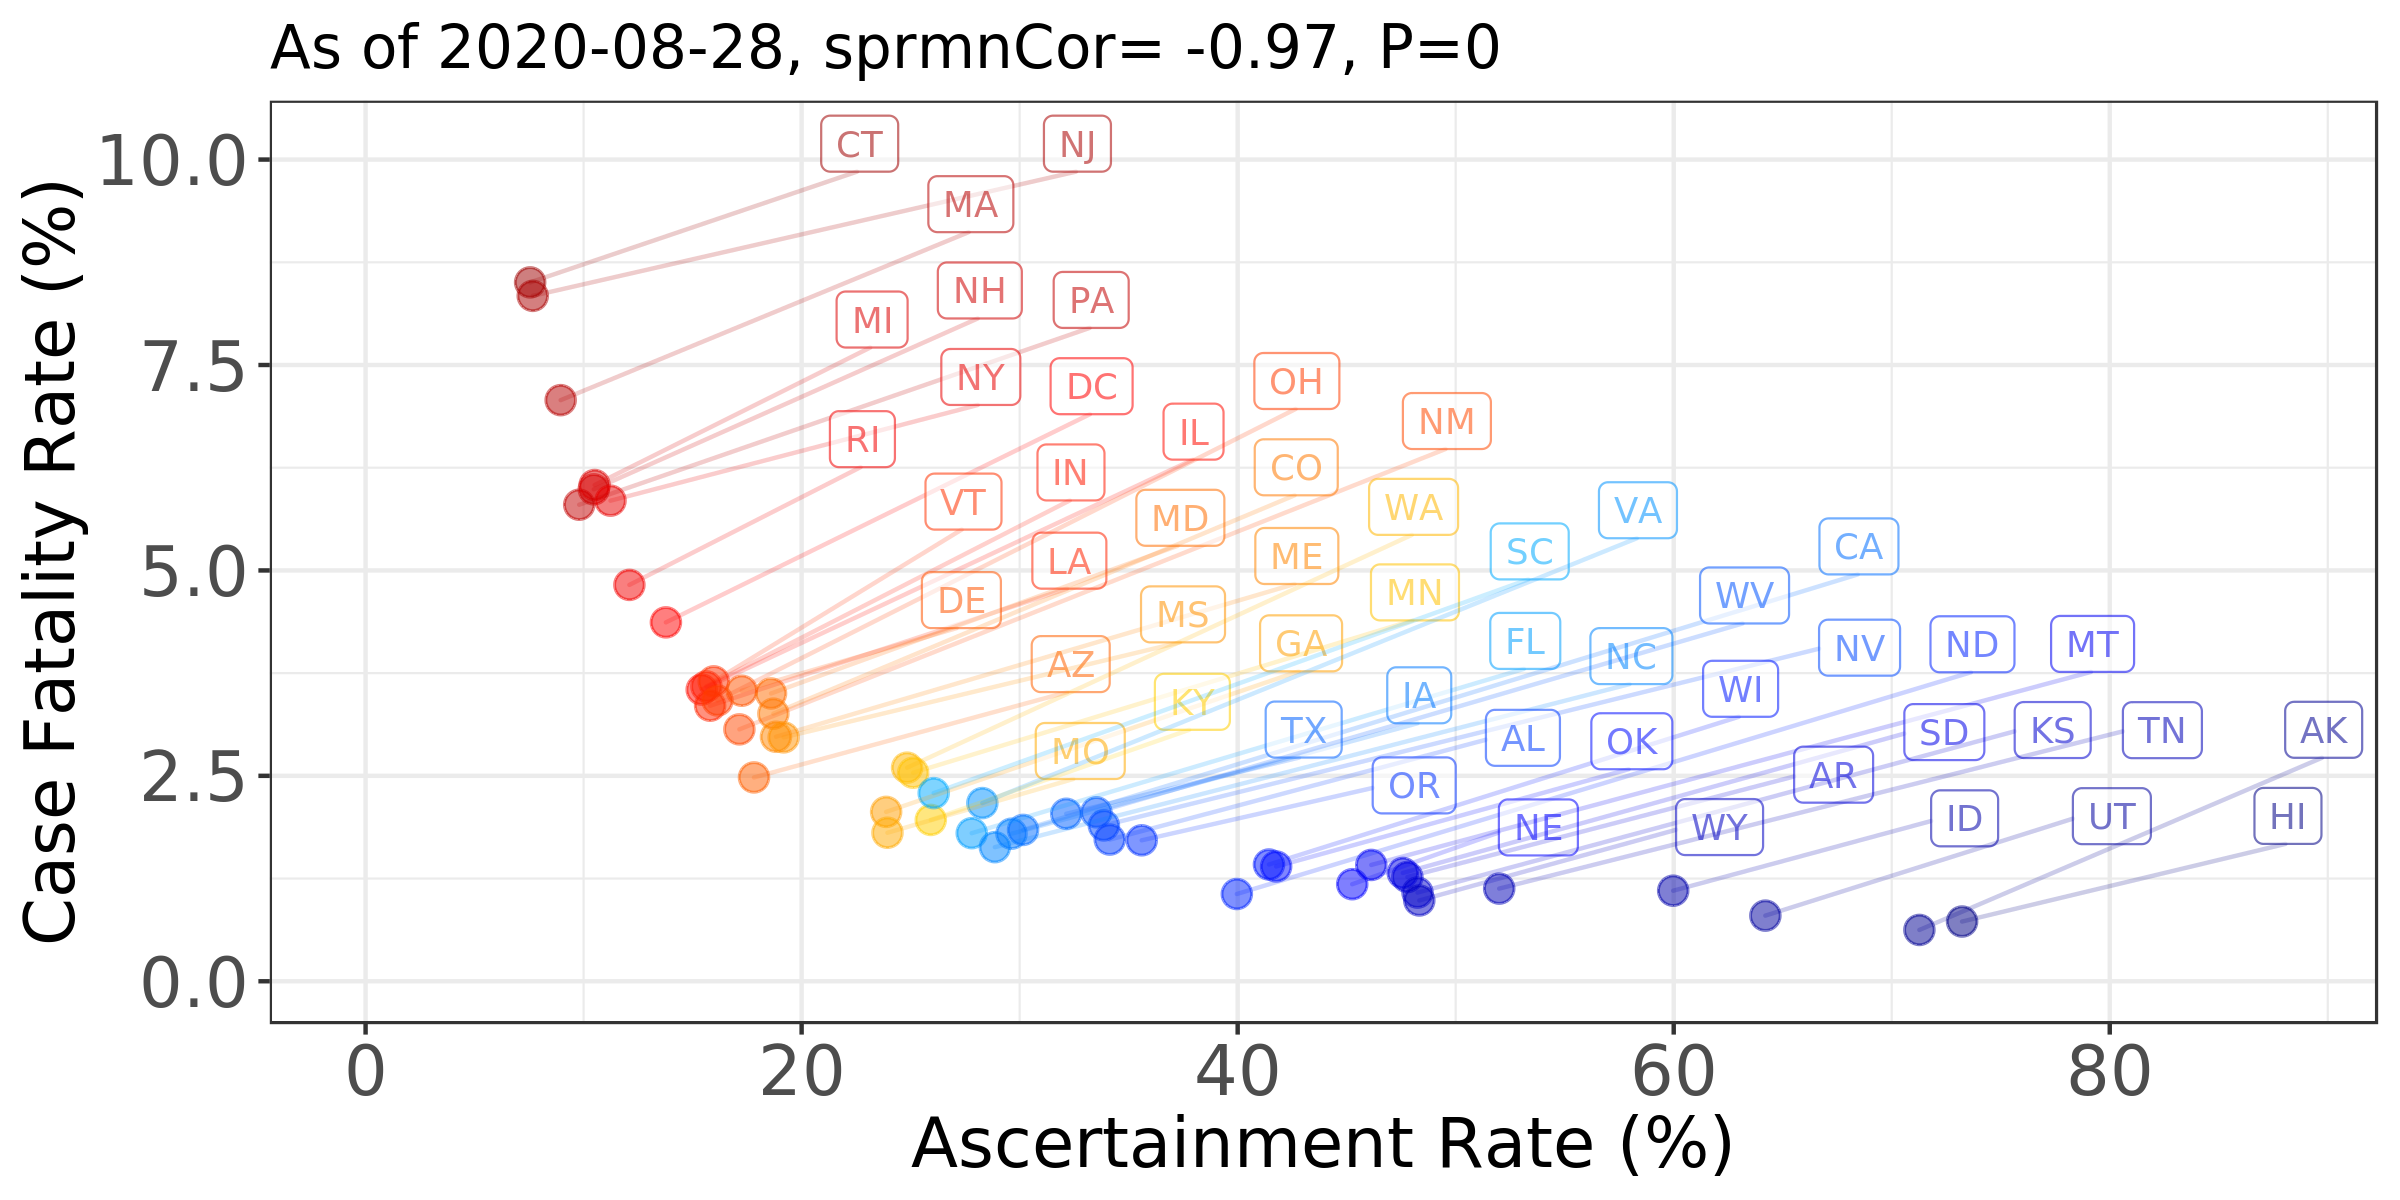 As of 2020-08-28, sprmnCor= -0.97, P=0
Case Fatality Rate (%)
10.0
7.5
5.0
2.5
0.0
CT
NJ
MA
NH
PA
MI
NY
DC
OH
RI
IL
NM
IN
CO
VT
MD
WA
VA
LA
ME
SC
CA
DE
MS
MN
WV
GA
FL
NC
NV
ND
MT
AZ
KY
IA
WI
MO
TX
AL
OK
SD
KS
TN
AK
OR
AR
NE
WY
ID
UT
HI
0
20
40
60
80
Ascertainment Rate (%)